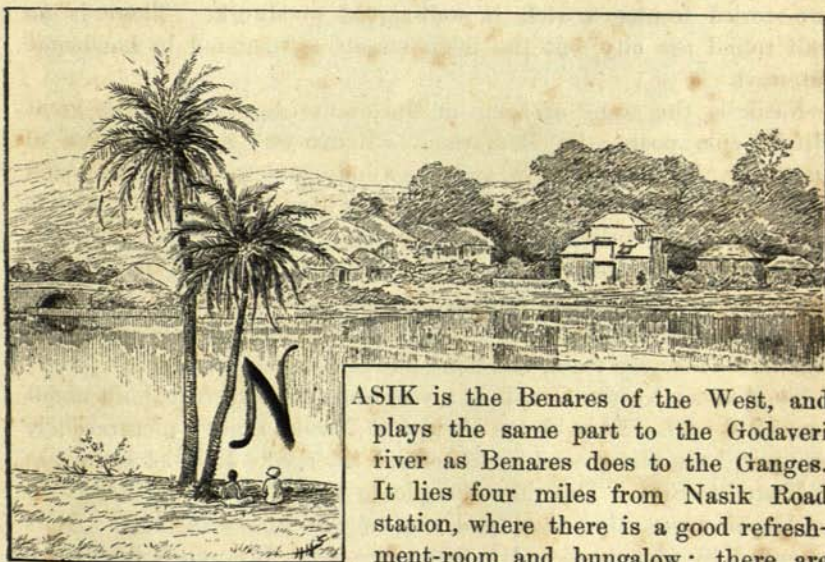 NASIK is the Benares of the West, and
plays the same part to the Godaveri
river as Benares does to the Ganges.
It lies four miles from Nasik Road
station, where there is a good refresh-
ment-room and bungalow; there are